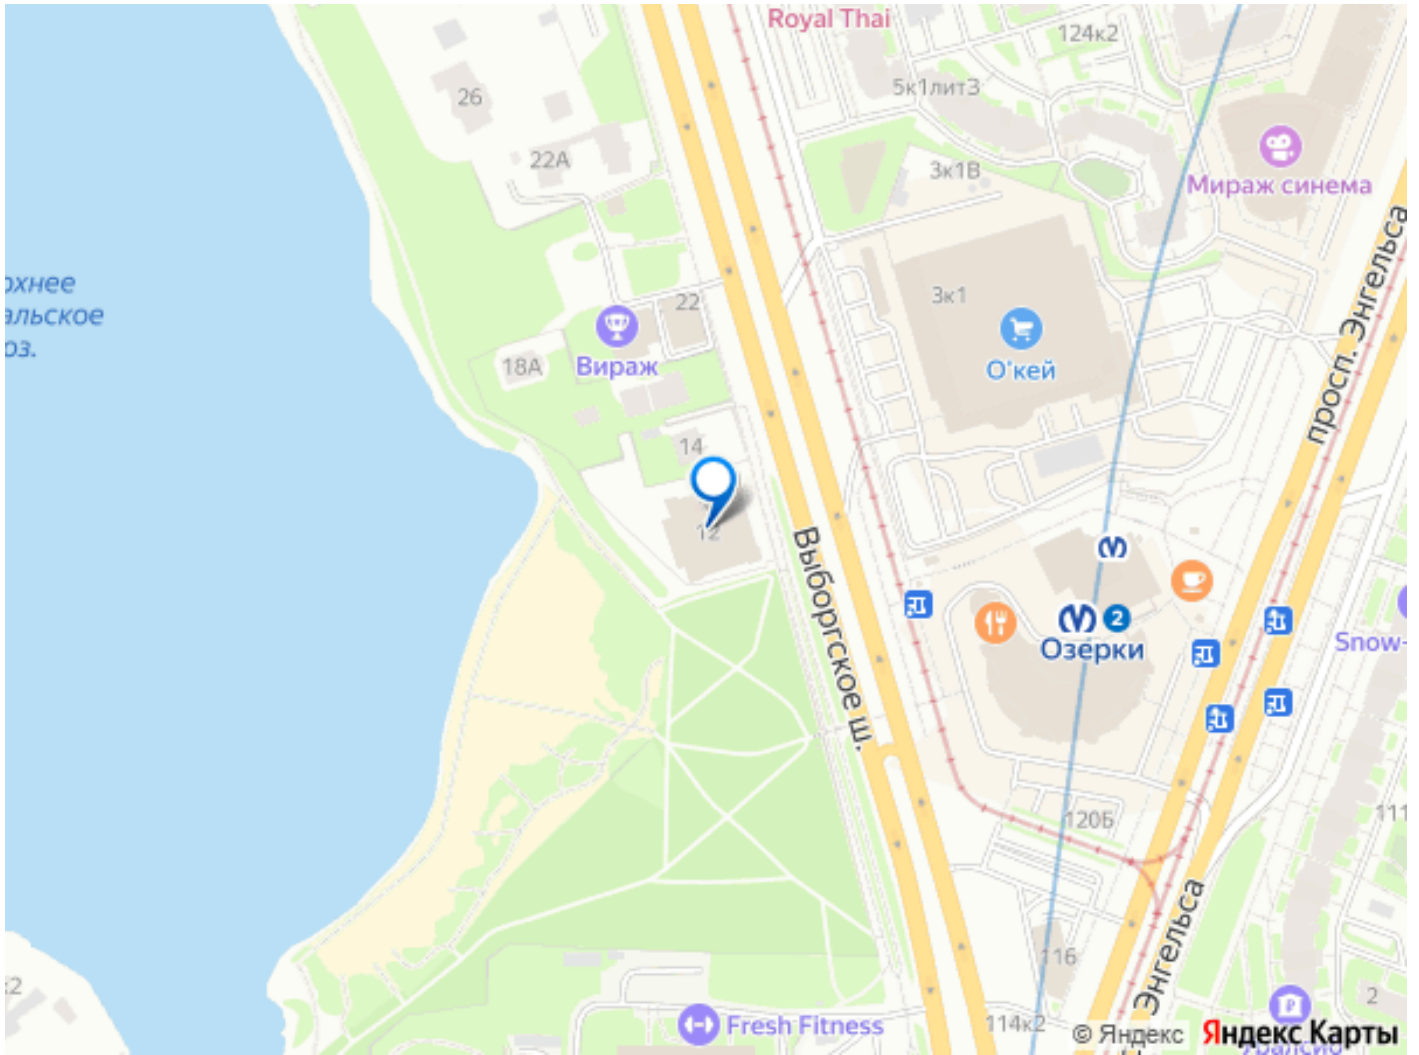 Royal Thai
124к2
26
5к1лит3
22А
3к1В
Мираж синема
просп. Энгельса
рхнее
альское
оз.
3к1
22
О'кей
18А
Вираж
14
12
Выборгское ш.
2
Озерки
Snow-
120Б
111
Энгельса
116
2
Fresh Fitness
114к2
© Яндекс
Яндекс Карты